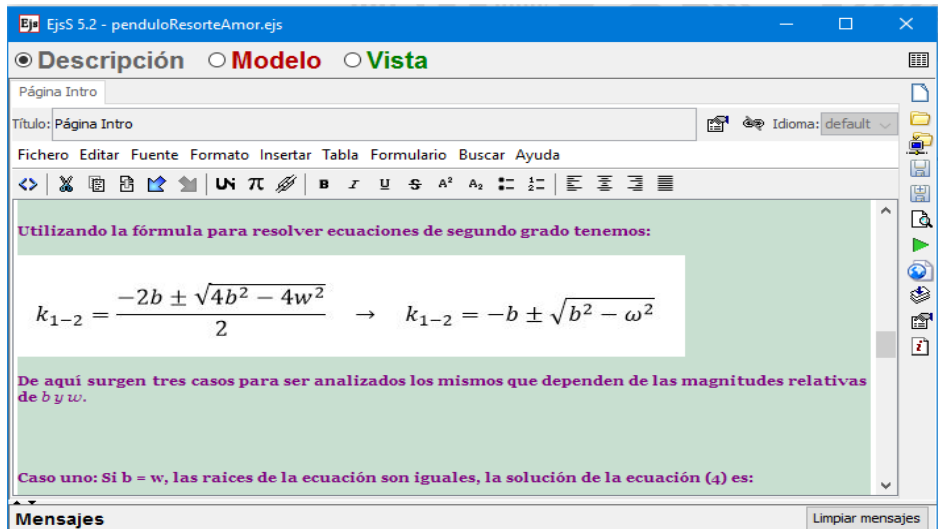 EjsS 5.2 - penduloResorteAmor.ejs
Descripción Modelo Vista
Página Intro
Título: Página Intro Idioma: default
Fichero Editar Fuente Formato Insertar Tabla Formulario Buscar Ayuda
Utilizando la fórmula para resolver ecuaciones de segundo grado tenemos:
k₁₋₂ = (−2b ± √(4b² − 4w²)) / 2 → k₁₋₂ = −b ± √(b² − ω²)
De aquí surgen tres casos para ser analizados los mismos que dependen de las magnitudes relativas
de b y w.
Caso uno: Si b = w, las raíces de la ecuación son iguales, la solución de la ecuación (4) es:
Mensajes Limpiar mensajes